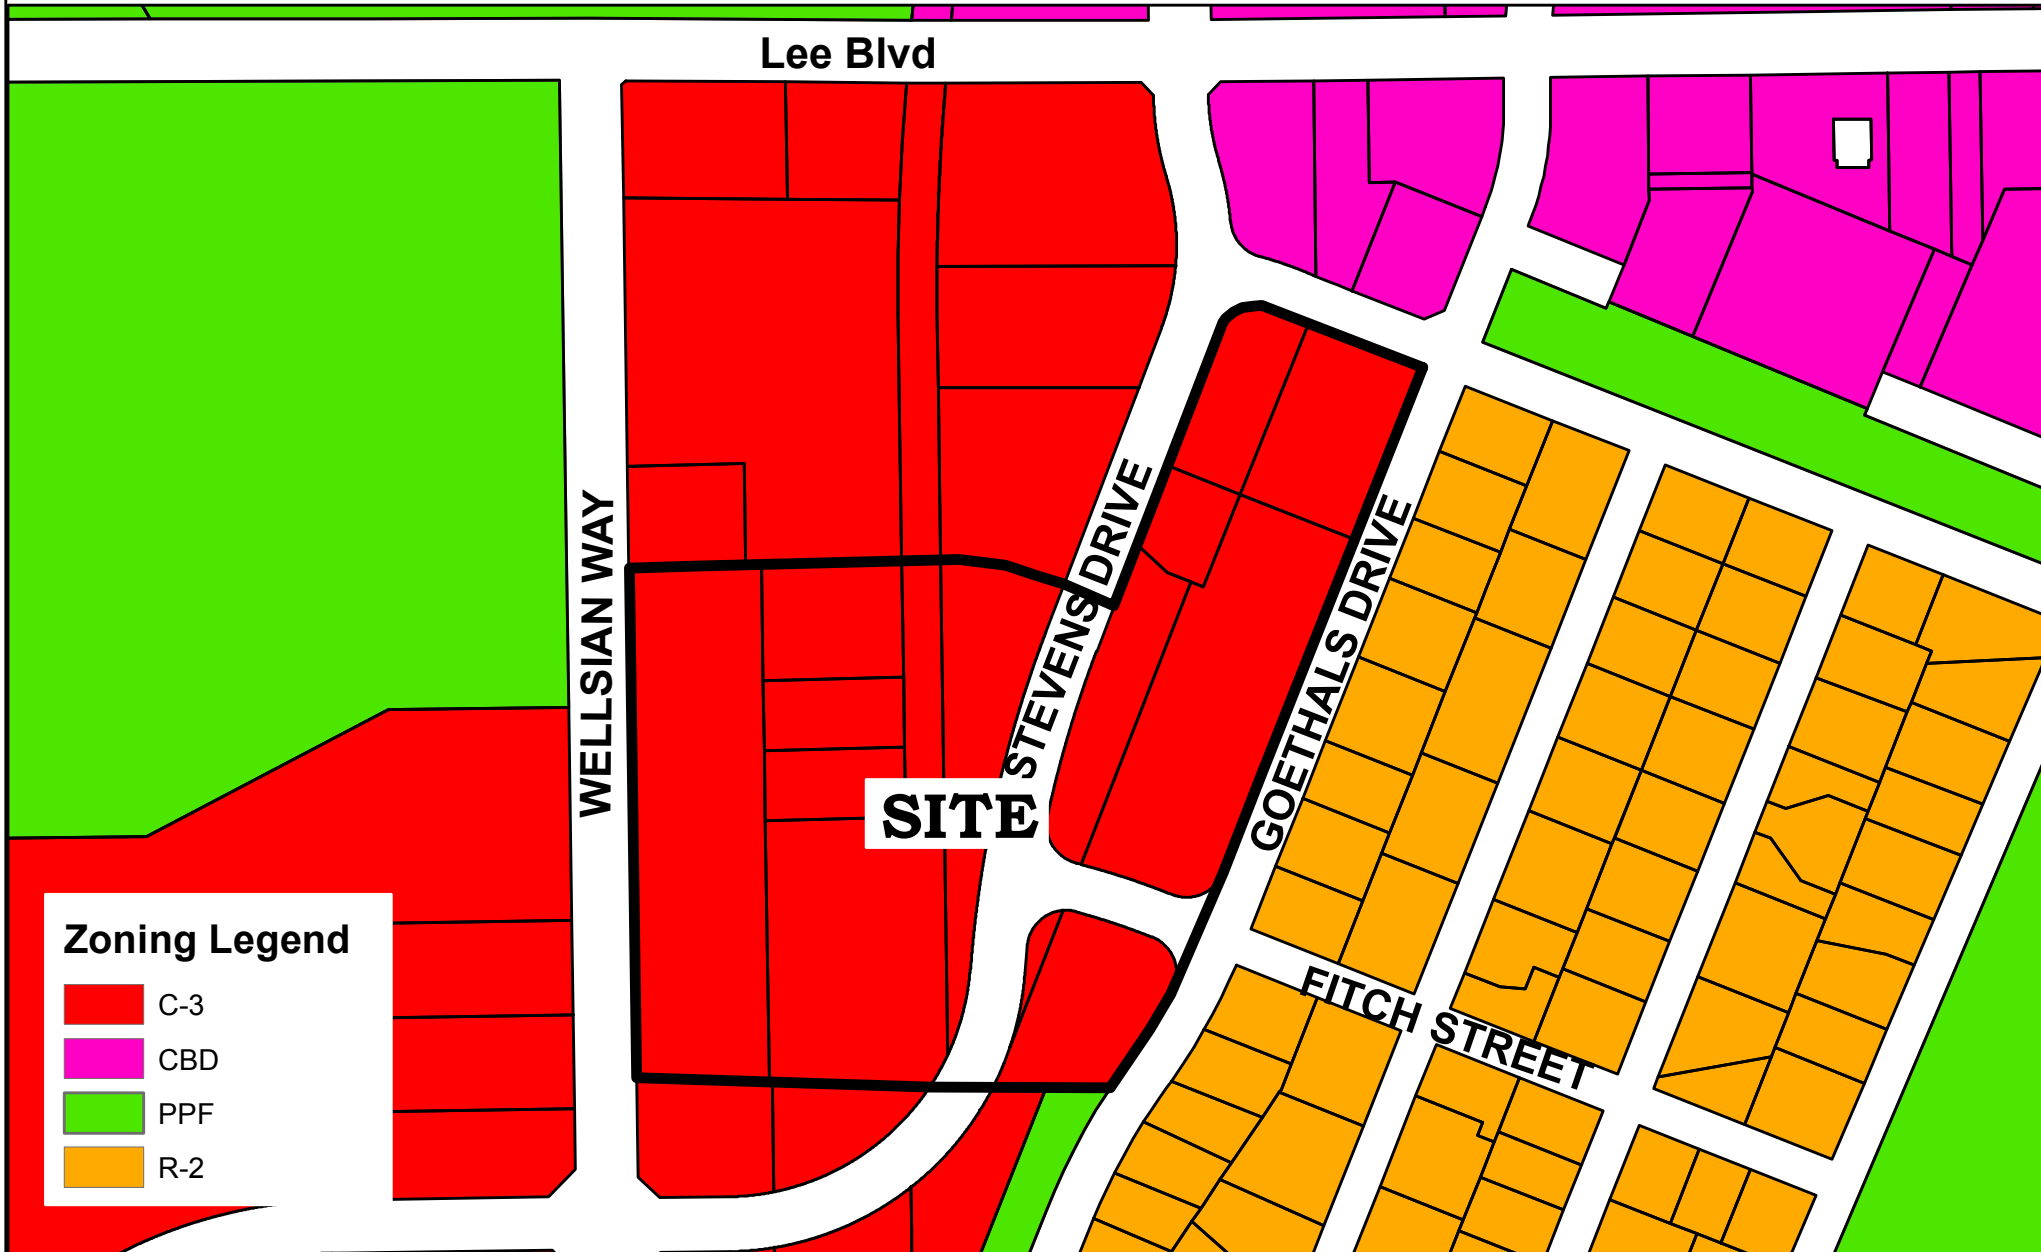 Lee Blvd
WELLSIAN WAY
STEVENS DRIVE
GOETHALS DRIVE
SITE
FITCH STREET
Zoning Legend
C-3
CBD
PPF
R-2